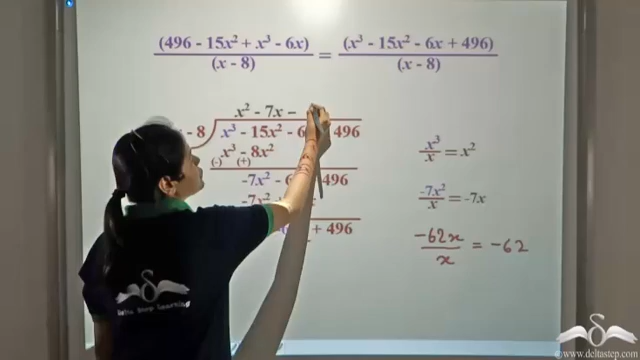 (496 - 15x² + x³ - 6x) / (x - 8) = (x³ - 15x² - 6x + 496) / (x - 8)
x² - 7x -
- 8 x³ - 15x² - 6 496
x³ - 8x²
(-) (+)
-7x² - 6 496
-7x²
+ 496
x³/x = x²
-7x²/x = -7x
-62x/x = -62
Delta Step Learning
www.deltastep.com